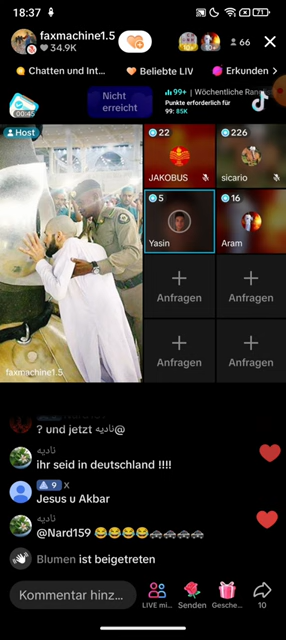 18:37
71
faxmachine1.5
34.9K
66
Chatten und Int...
Beliebte LIV
Erkunden >
00:45
Nicht
erreicht
99+ | Wöchentliche Rang
Punkte erforderlich für
99: 85K
Host
22
JAKOBUS
226
sicario
5
Yasin
16
Aram
Anfragen
Anfragen
Anfragen
Anfragen
faxmachine1.5
? und jetzt نادیه@
نادیه
ihr seid in deutschland !!!!
9 X
Jesus u Akbar
نادیه
@Nard159 😂😂😂😂🚓🚓🚓🚓
Blumen ist beigetreten
Kommentar hinz...
LIVE mi...
Senden
Gesche...
10